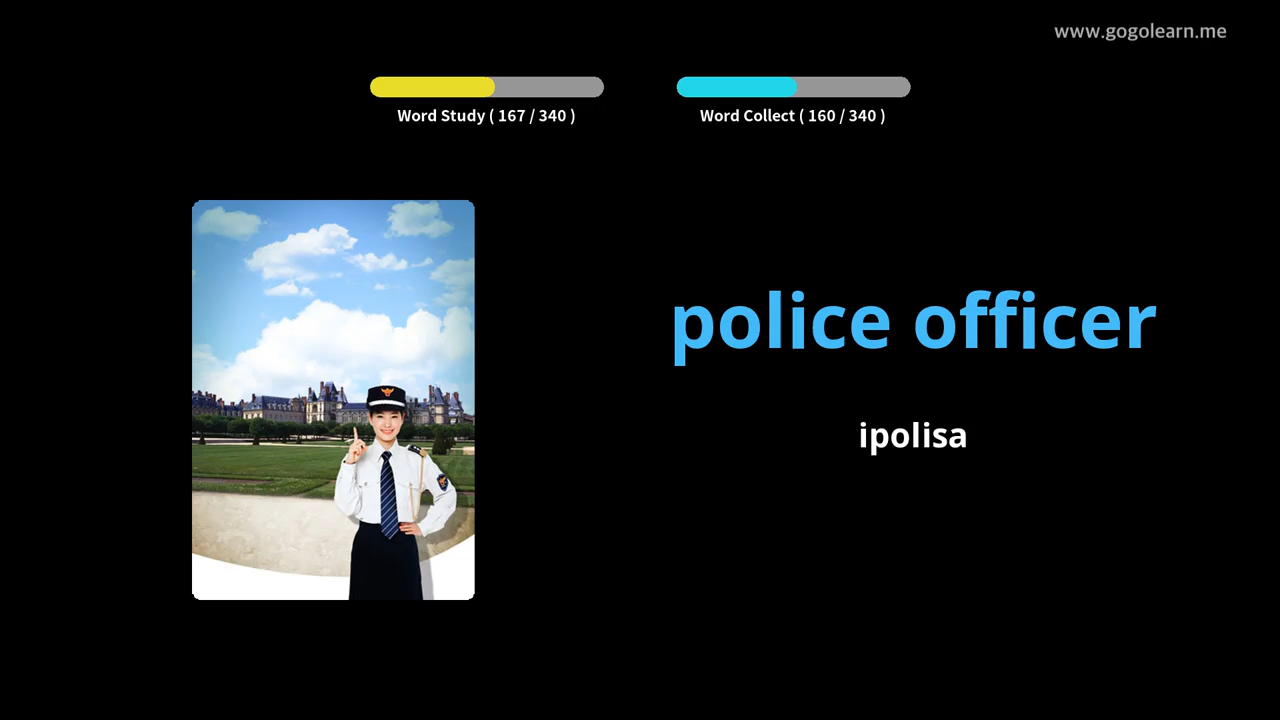 www.gogolearn.me
Word Study ( 167 / 340 )
Word Collect ( 160 / 340 )
police officer
ipolisa